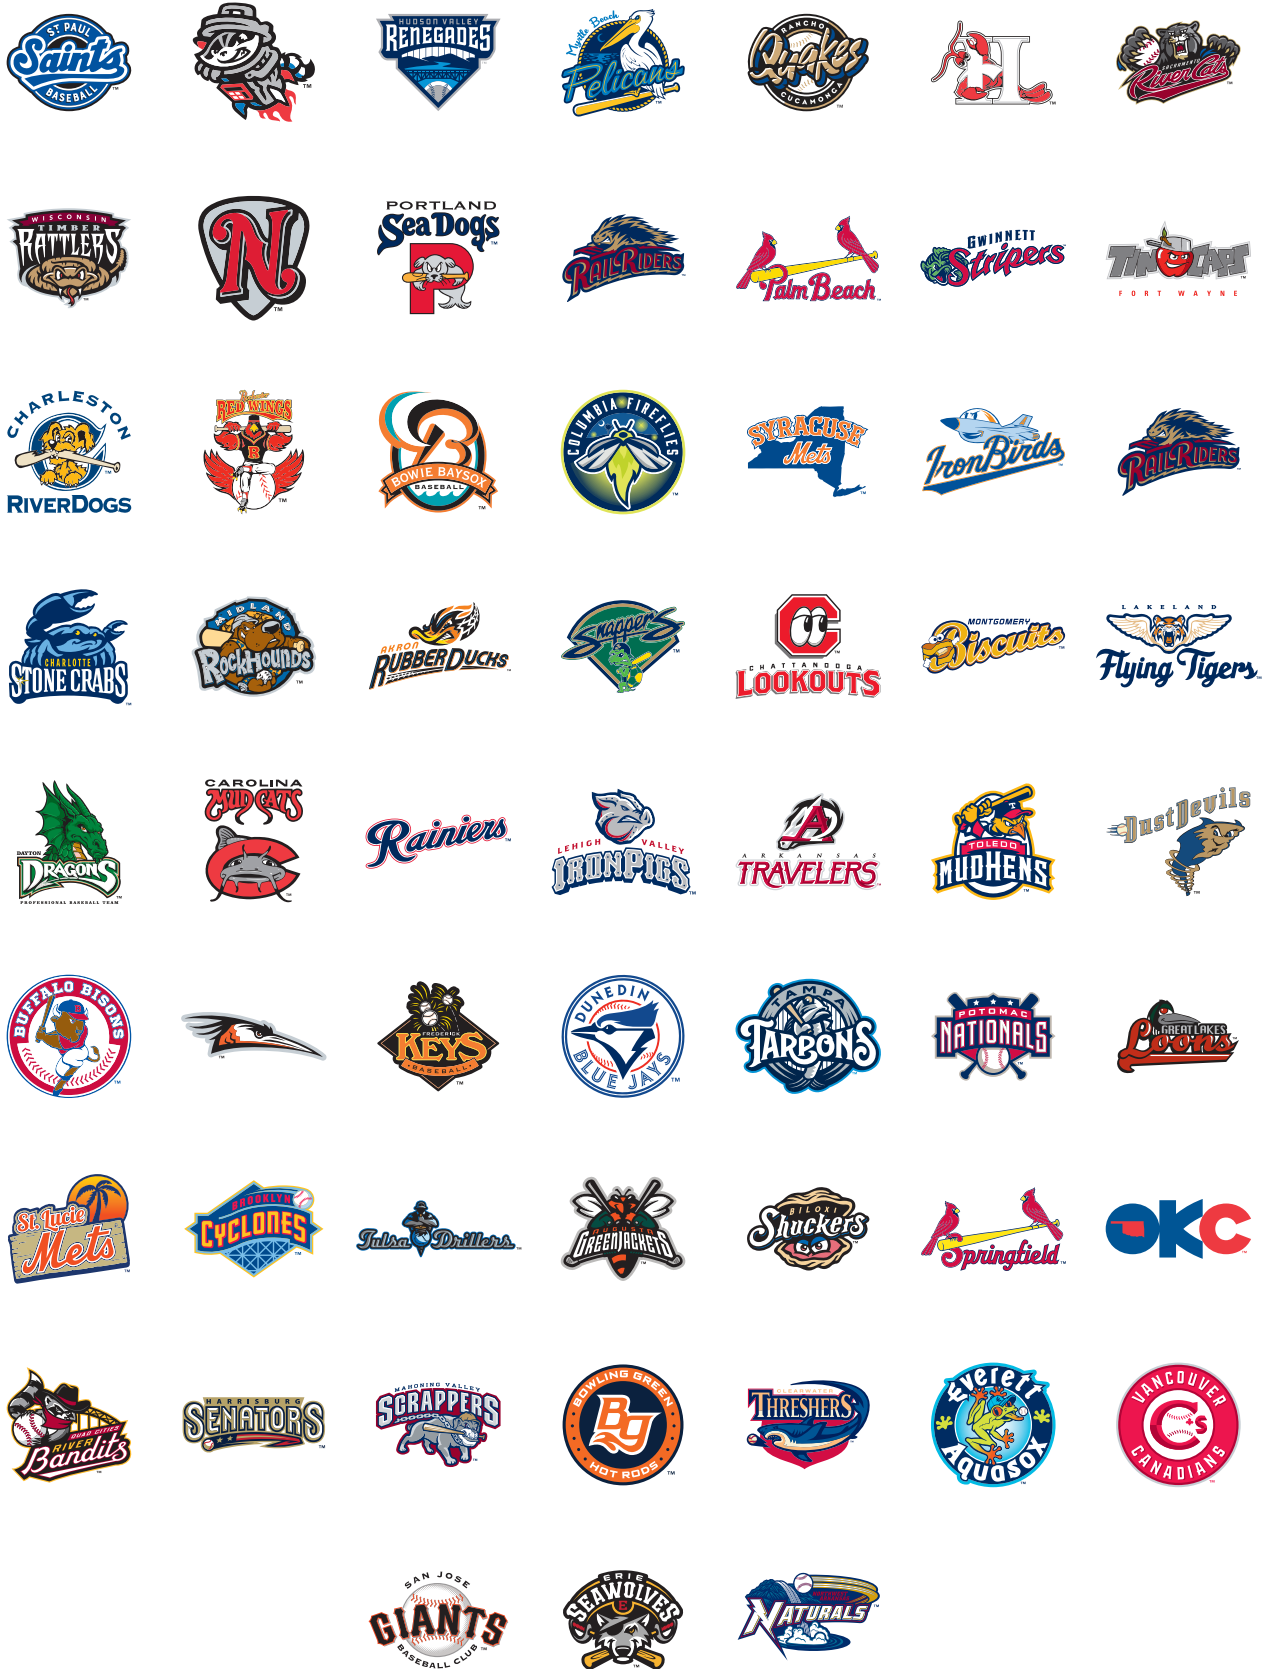 ST. PAUL
Saints
BASEBALL
HUDSON VALLEY
RENEGADES
Myrtle Beach
Pelicans
RANCHO
Quakes
CUCAMONGA
HL
SACRAMENTO
River Cats
WISCONSIN
TIMBER
RATTLERS
N
PORTLAND
Sea Dogs
P
RAILRIDERS
Palm Beach
GWINNETT
Stripers
TINCAPS
FORT WAYNE
CHARLESTON
RIVERDOGS
Rochester
RED WINGS
R
B
BOWIE BAYSOX
BASEBALL
COLUMBIA FIREFLIES
SYRACUSE
Mets
IronBirds
RAILRIDERS
CHARLOTTE
STONE CRABS
MIDLAND
ROCKHOUNDS
AKRON
RUBBERDUCKS
Snappers
C
CHATTANOOGA
LOOKOUTS
MONTGOMERY
Biscuits
LAKELAND
Flying Tigers
DAYTON
DRAGONS
PROFESSIONAL BASEBALL TEAM
CAROLINA
MUDCATS
C
Rainiers
LEHIGH VALLEY
IRONPIGS
A
ARKANSAS
TRAVELERS
T
TOLEDO
MUDHENS
DustDevils
BUFFALO BISONS
FREDERICK
KEYS
BASEBALL
DUNEDIN
BLUE JAYS
TAMPA
TARPONS
POTOMAC
NATIONALS
GREAT LAKES
Loons
St. Lucie
Mets
BROOKLYN
CYCLONES
Tulsa Drillers
AUGUSTA
GREENJACKETS
BILOXI
Shuckers
Springfield
OKC
QUAD CITIES
RIVER
Bandits
HARRISBURG
SENATORS
MAHONING VALLEY
SCRAPPERS
BOWLING GREEN
Bg
HOT RODS
CLEARWATER
THRESHERS
Everett
AQUASOX
VANCOUVER
C's
CANADIANS
SAN JOSE
GIANTS
BASEBALL CLUB
ERIE
SEAWOLVES
E
NATURALS